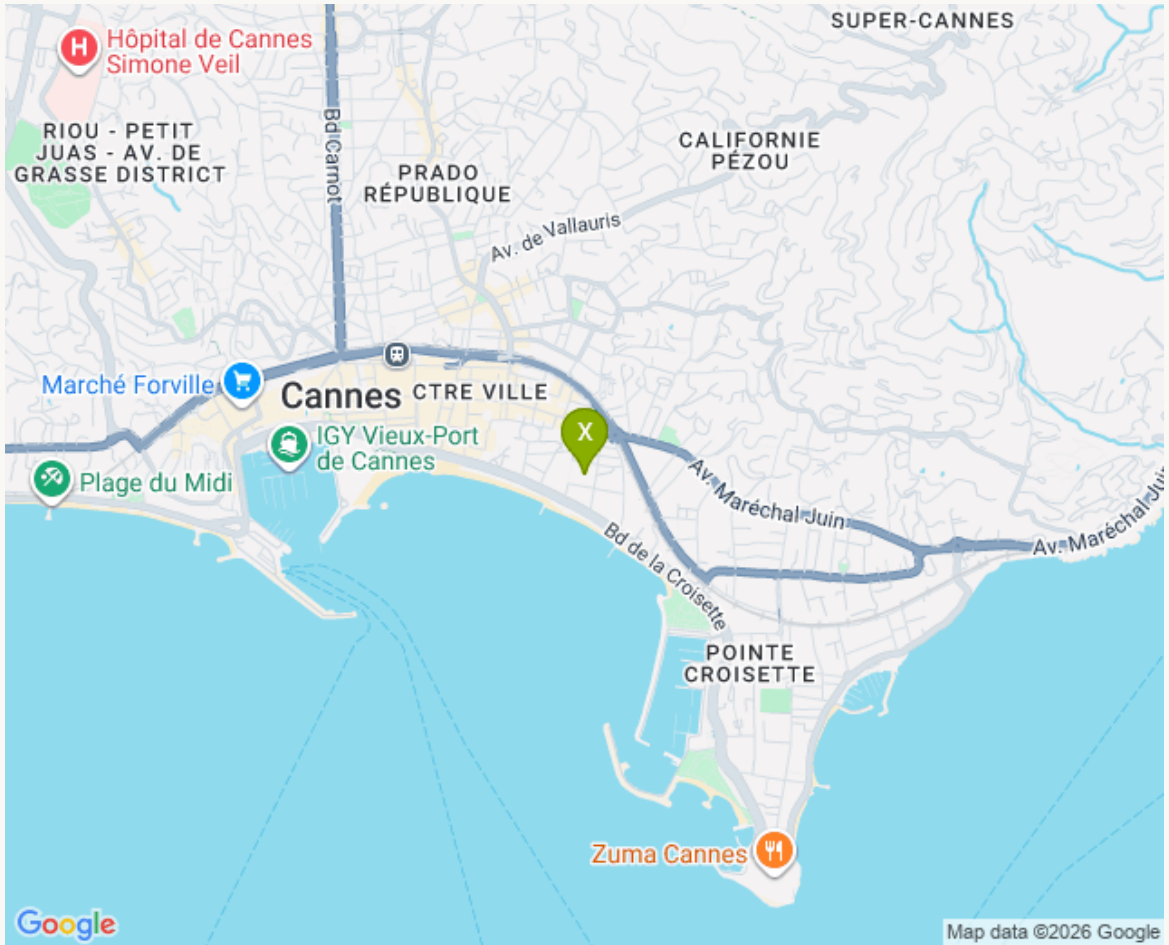 SUPER-CANNES
H
Hôpital de Cannes
Simone Veil
RIOU - PETIT
JUAS - AV. DE
GRASSE DISTRICT
Bd Carnot
PRADO
RÉPUBLIQUE
CALIFORNIE
PÉZOU
Av. de Vallauris
Marché Forville
Cannes
CTRE VILLE
X
IGY Vieux-Port
de Cannes
Plage du Midi
Av. Maréchal Juin
Av. Maréchal Juin
Bd de la Croisette
POINTE
CROISETTE
Zuma Cannes
Google
Map data ©2026 Google